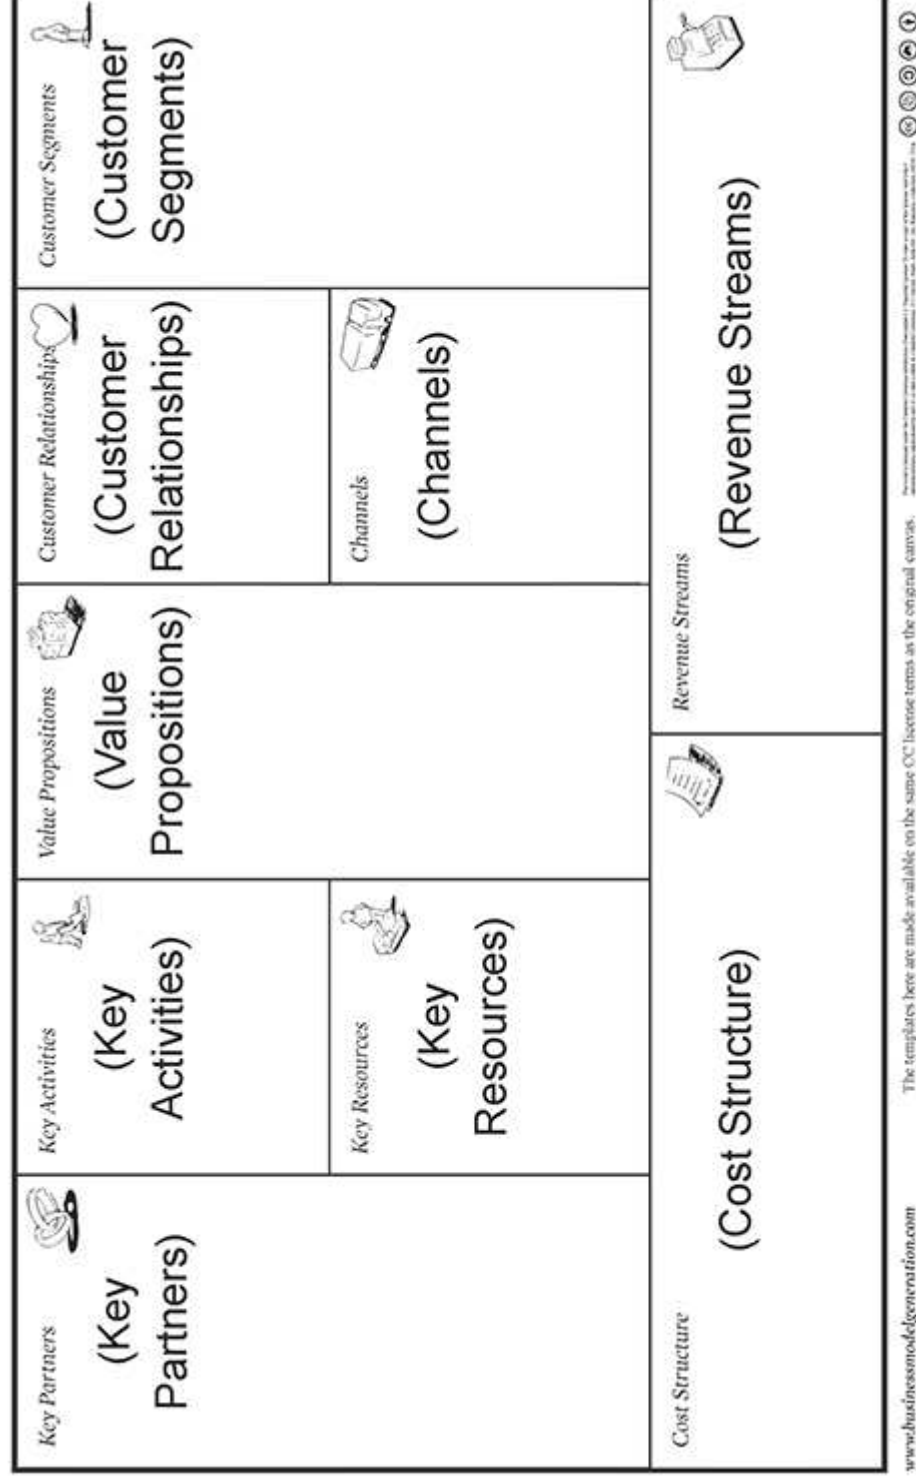 Key Partners
(Key
Partners)
Key Activities
(Key
Activities)
Key Resources
(Key
Resources)
Value Propositions
(Value
Propositions)
Customer Relationships
(Customer
Relationships)
Channels
(Channels)
Customer Segments
(Customer
Segments)
Cost Structure
(Cost Structure)
Revenue Streams
(Revenue Streams)
www.businessmodelgeneration.com
The templates here are made available on the same CC license terms as the original canvas.